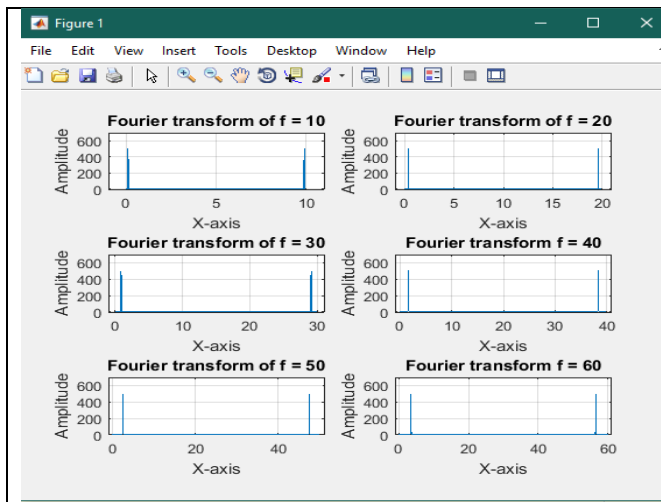 Figure 1
File Edit View Insert Tools Desktop Window Help
Fourier transform of f = 10
Amplitude
600
400
200
0
0 5 10
X-axis
Fourier transform of f = 20
Amplitude
600
400
200
0
0 5 10 15 20
X-axis
Fourier transform of f = 30
Amplitude
600
400
200
0
0 10 20 30
X-axis
Fourier transform f = 40
Amplitude
600
400
200
0
0 10 20 30 40
X-axis
Fourier transform of f = 50
Amplitude
600
400
200
0
0 20 40
X-axis
Fourier transform f = 60
Amplitude
600
400
200
0
0 20 40 60
X-axis